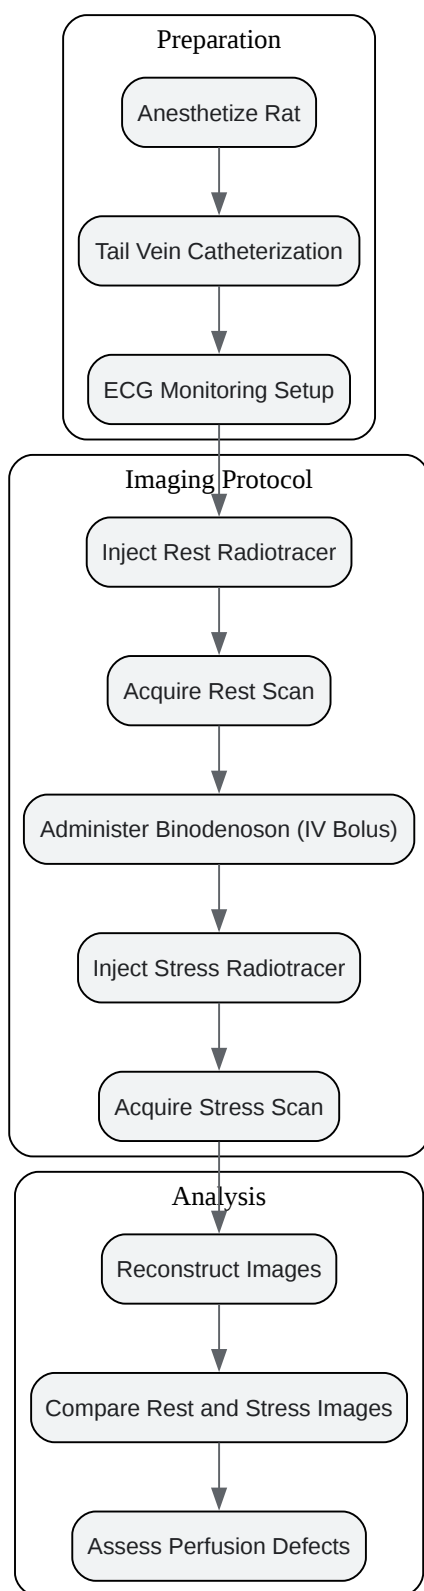 Preparation
Anesthetize Rat
Tail Vein Catheterization
ECG Monitoring Setup
Imaging Protocol
Inject Rest Radiotracer
Acquire Rest Scan
Administer Binodenoson (IV Bolus)
Inject Stress Radiotracer
Acquire Stress Scan
Analysis
Reconstruct Images
Compare Rest and Stress Images
Assess Perfusion Defects